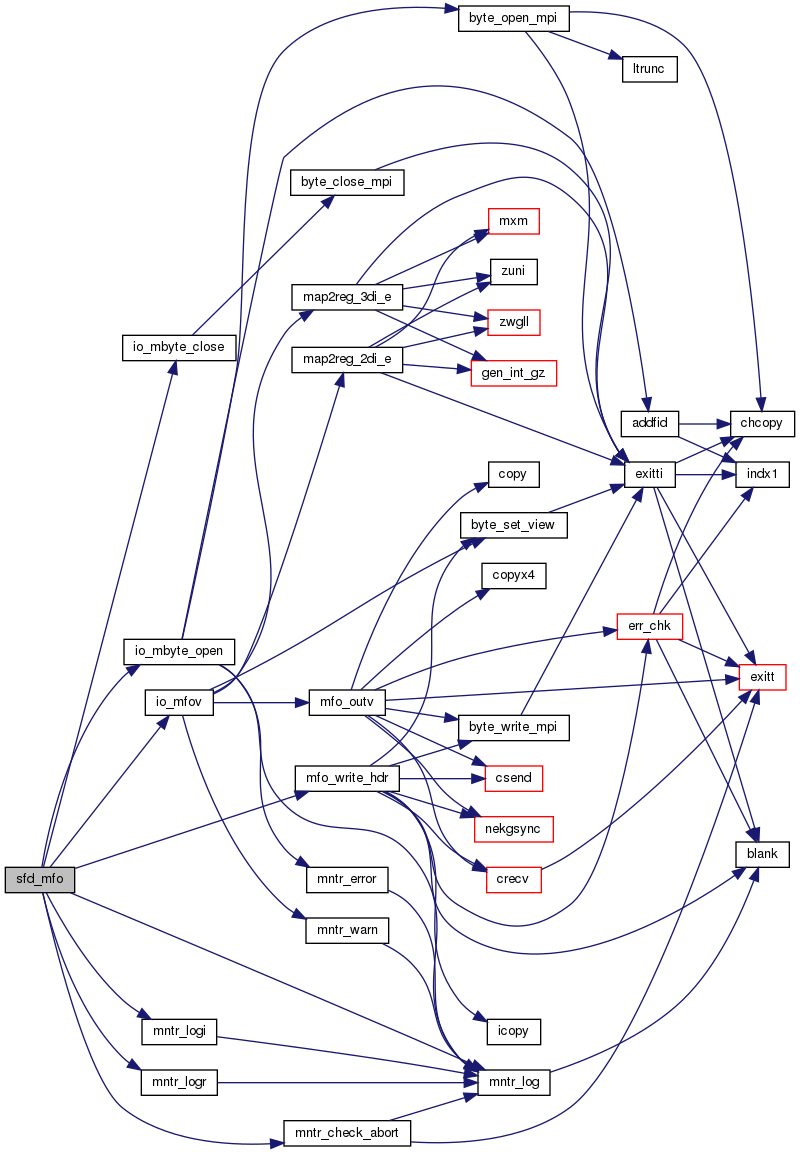 byte_open_mpi
ltrunc
byte_close_mpi
mxm
zuni
map2reg_3di_e
zwgll
io_mbyte_close
map2reg_2di_e
gen_int_gz
addfid
chcopy
copy
exitti
indx1
byte_set_view
copyx4
err_chk
io_mbyte_open
exitt
io_mfov
mfo_outv
byte_write_mpi
mfo_write_hdr
csend
nekgsync
blank
sfd_mfo
mntr_error
crecv
mntr_warn
mntr_logi
icopy
mntr_logr
mntr_log
mntr_check_abort